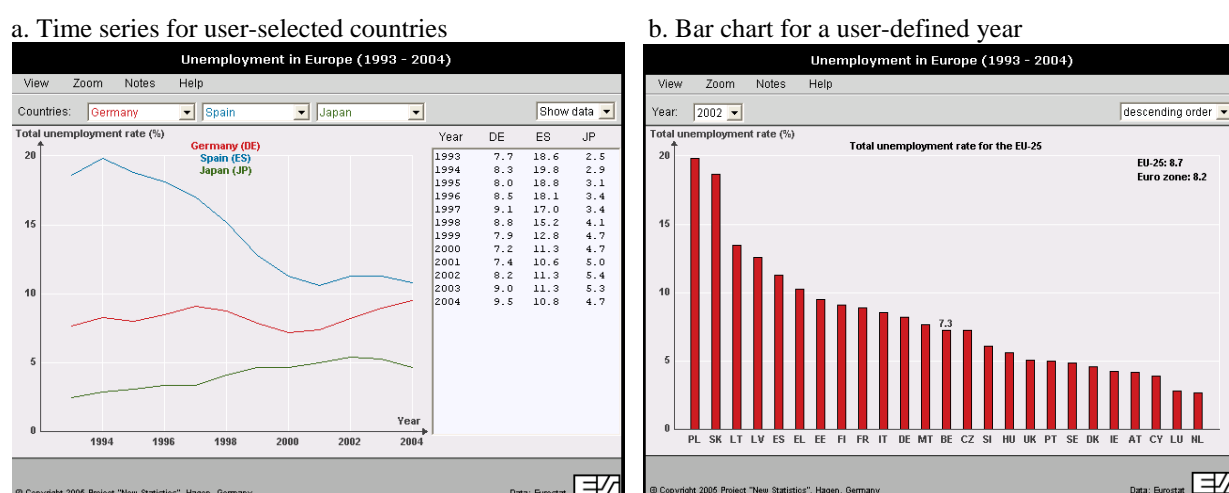 a. Time series for user-selected countries
Unemployment in Europe (1993 - 2004)
View Zoom Notes Help
Countries: Germany Spain Japan Show data
Total unemployment rate (%)
Germany (DE)
Spain (ES)
Japan (JP)
20
15
10
5
0
Year
1994 1996 1998 2000 2002 2004
Year DE ES JP
1993 7.7 18.6 2.5
1994 8.3 19.8 2.9
1995 8.0 18.8 3.1
1996 8.5 18.1 3.4
1997 9.1 17.0 3.4
1998 8.8 15.2 4.1
1999 7.9 12.8 4.7
2000 7.2 11.3 4.7
2001 7.4 10.6 5.0
2002 8.2 11.3 5.4
2003 9.0 11.3 5.3
2004 9.5 10.8 4.7
© Copyright 2005 Project "New Statistics", Hagen, Germany
Data: Eurostat
b. Bar chart for a user-defined year
Unemployment in Europe (1993 - 2004)
View Zoom Notes Help
Year: 2002 descending order
Total unemployment rate (%)
Total unemployment rate for the EU-25
EU-25: 8.7
Euro zone: 8.2
20
15
10
5
0
7.3
PL SK LT LV ES EL EE FI FR IT DE MT BE CZ SI HU UK PT SE DK IE AT CY LU NL
© Copyright 2005 Project "New Statistics", Hagen, Germany
Data: Eurostat